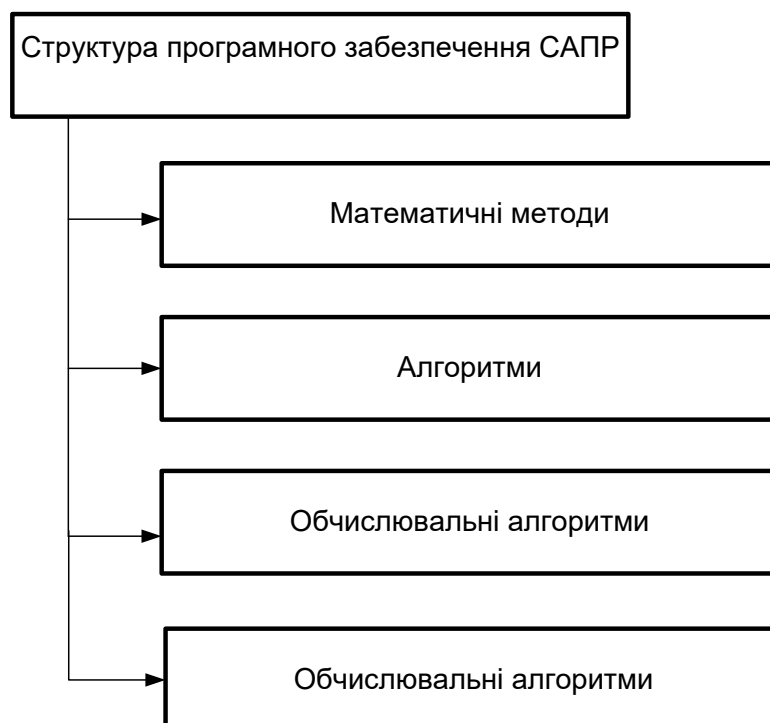 Структура програмного забезпечення САПР
Математичні методи
Алгоритми
Обчислювальні алгоритми
Обчислювальні алгоритми